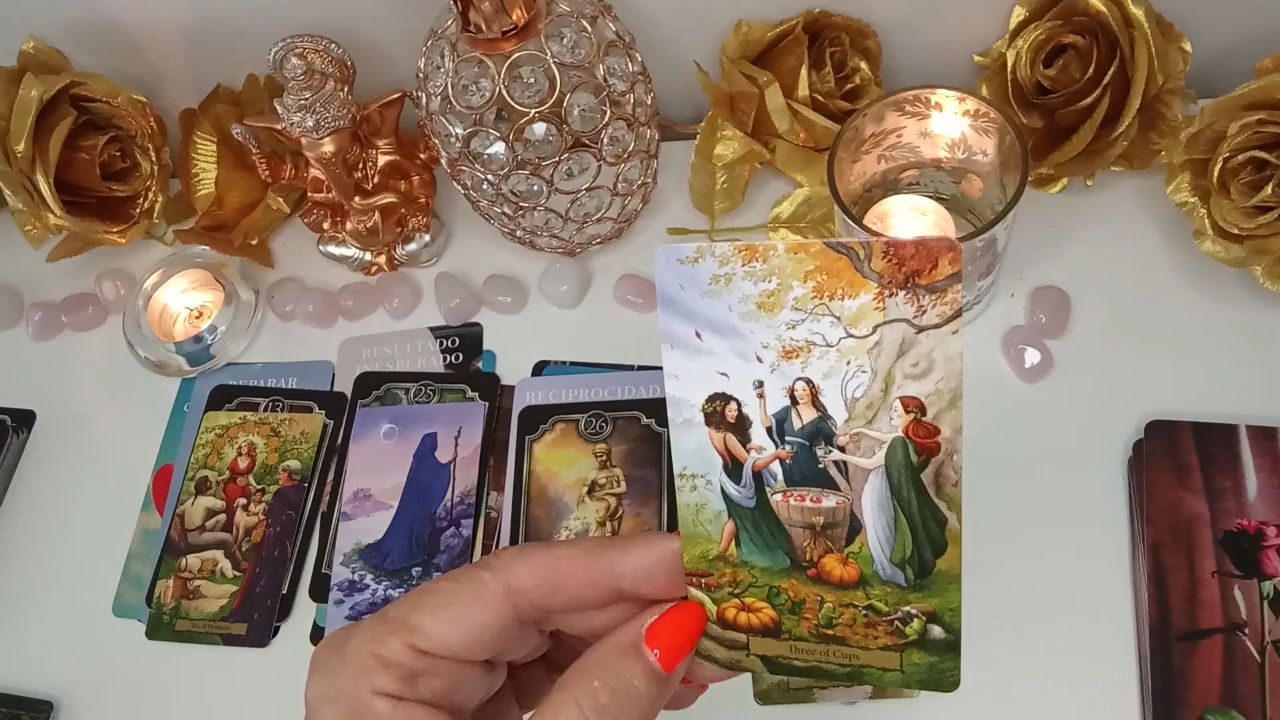 RESULTADO
INESPERADO
REPARAR
RECIPROCIDAD
13
25
26
Three of Cups